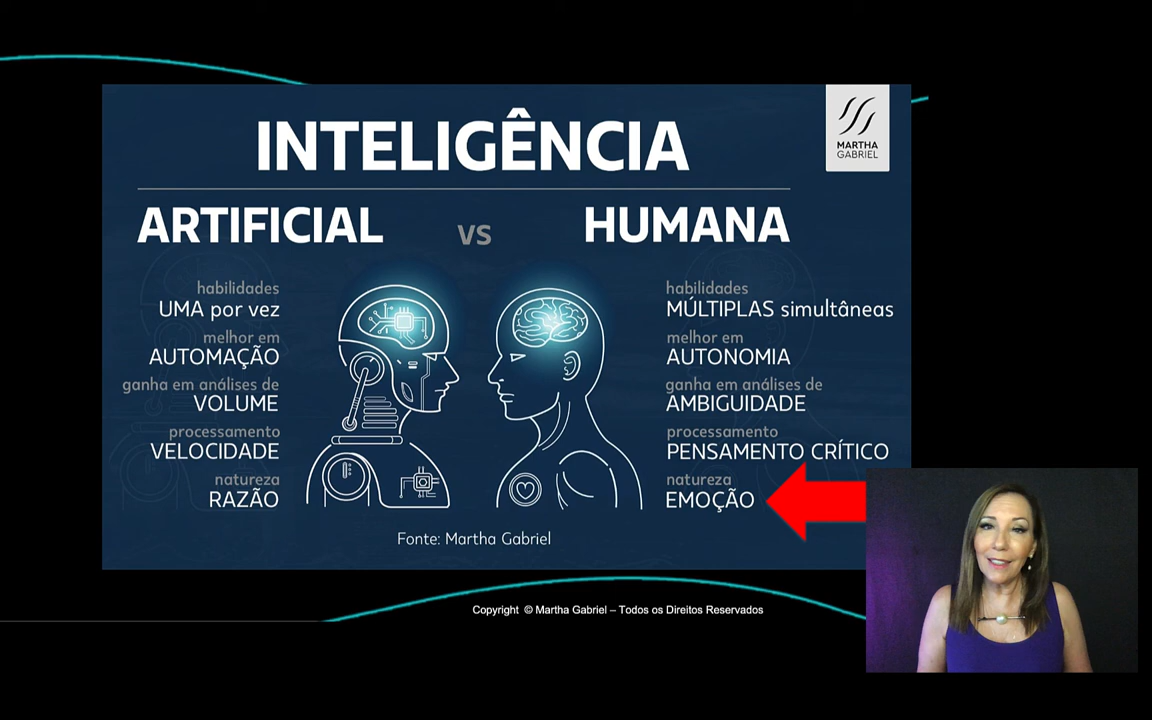 INTELIGÊNCIA
MARTHA
GABRIEL
ARTIFICIAL
VS
HUMANA
habilidades
UMA por vez
melhor em
AUTOMAÇÃO
ganha em análises de
VOLUME
processamento
VELOCIDADE
natureza
RAZÃO
habilidades
MÚLTIPLAS simultâneas
melhor em
AUTONOMIA
ganha em análises de
AMBIGUIDADE
processamento
PENSAMENTO CRÍTICO
natureza
EMOÇÃO
Fonte: Martha Gabriel
Copyright © Martha Gabriel – Todos os Direitos Reservados